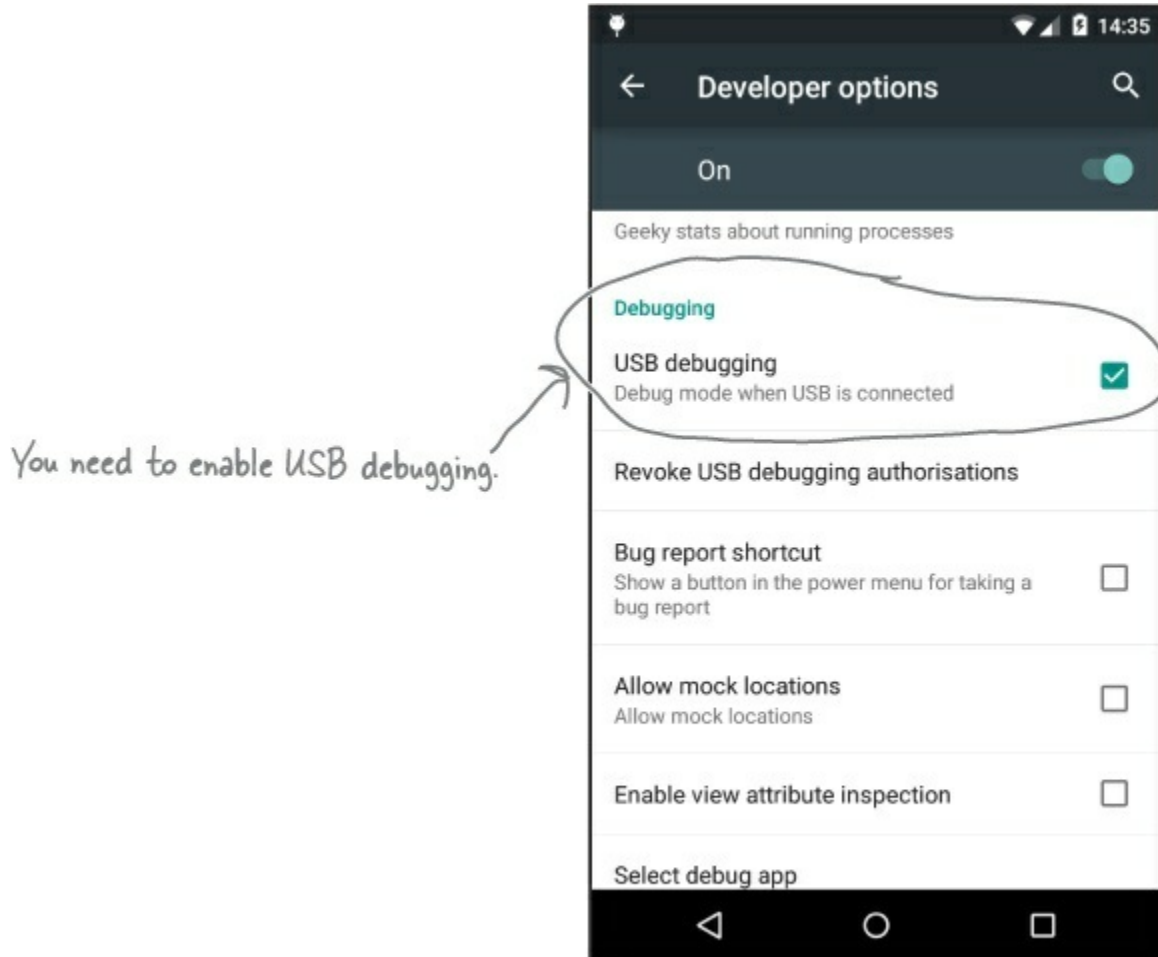 14:35
Developer options
On
Geeky stats about running processes
Debugging
USB debugging
Debug mode when USB is connected
You need to enable USB debugging.
Revoke USB debugging authorisations
Bug report shortcut
Show a button in the power menu for taking a
bug report
Allow mock locations
Allow mock locations
Enable view attribute inspection
Select debug app